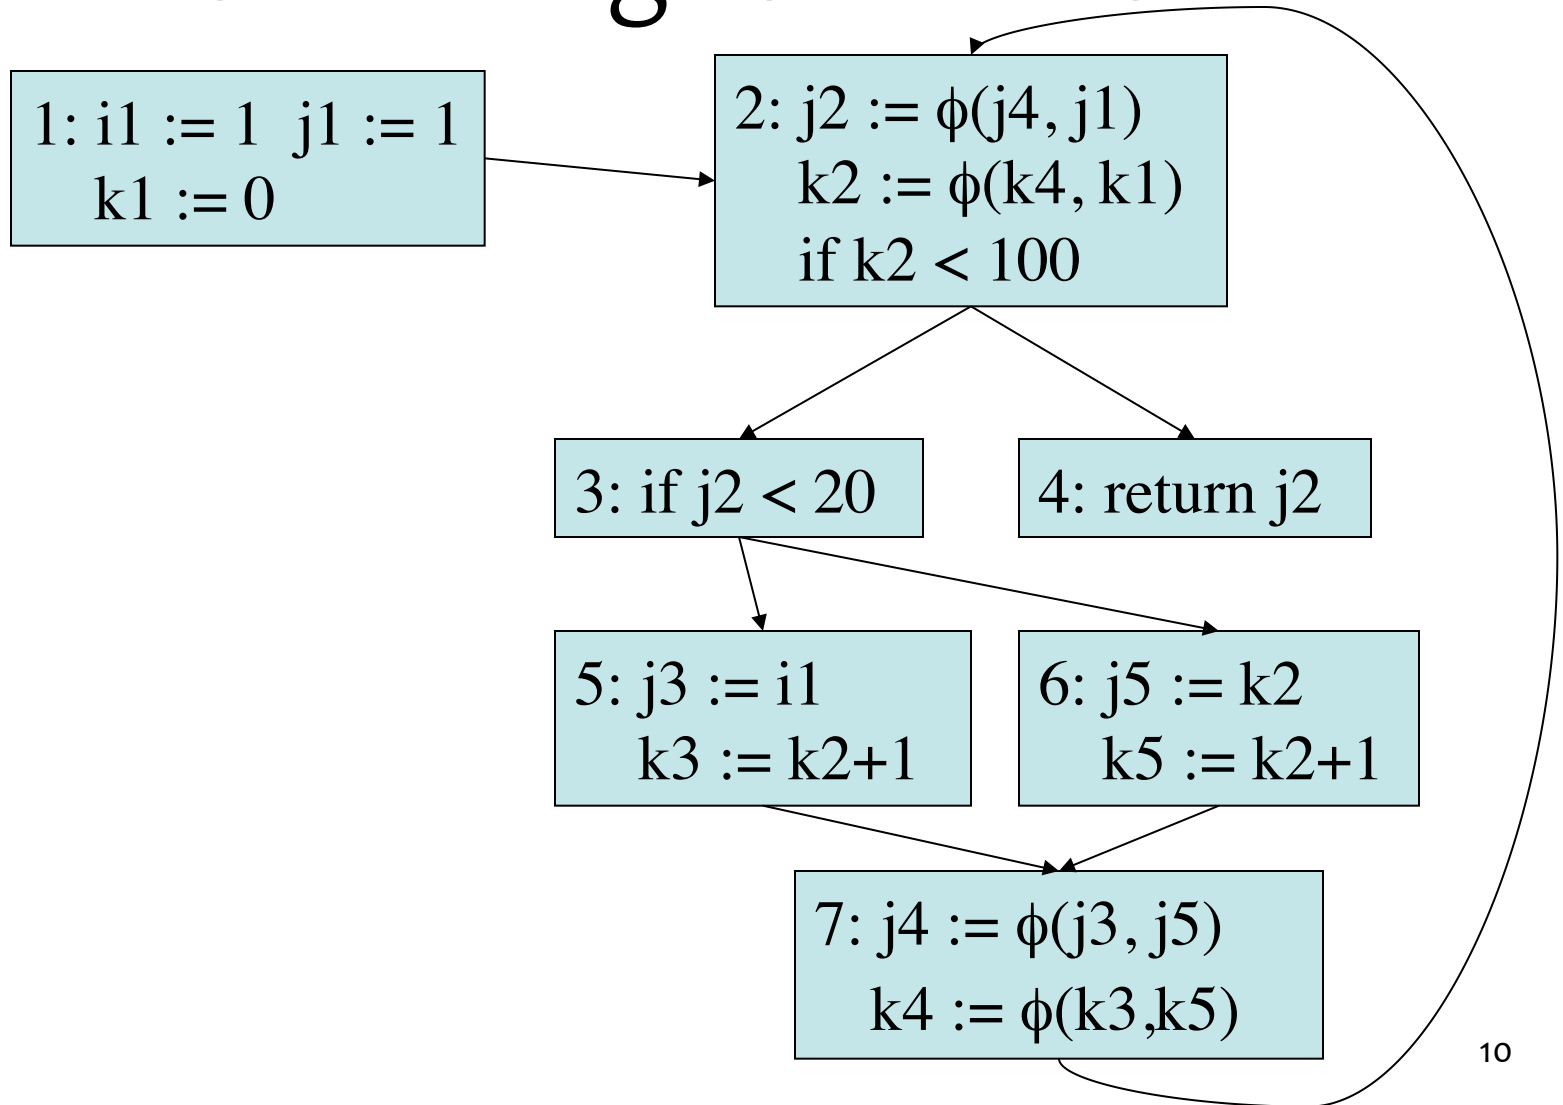 1: i1 := 1 j1 := 1
k1 := 0
2: j2 := ϕ(j4, j1)
k2 := ϕ(k4, k1)
if k2 < 100
3: if j2 < 20
4: return j2
5: j3 := i1
k3 := k2+1
6: j5 := k2
k5 := k2+1
7: j4 := ϕ(j3, j5)
k4 := ϕ(k3,k5)
10